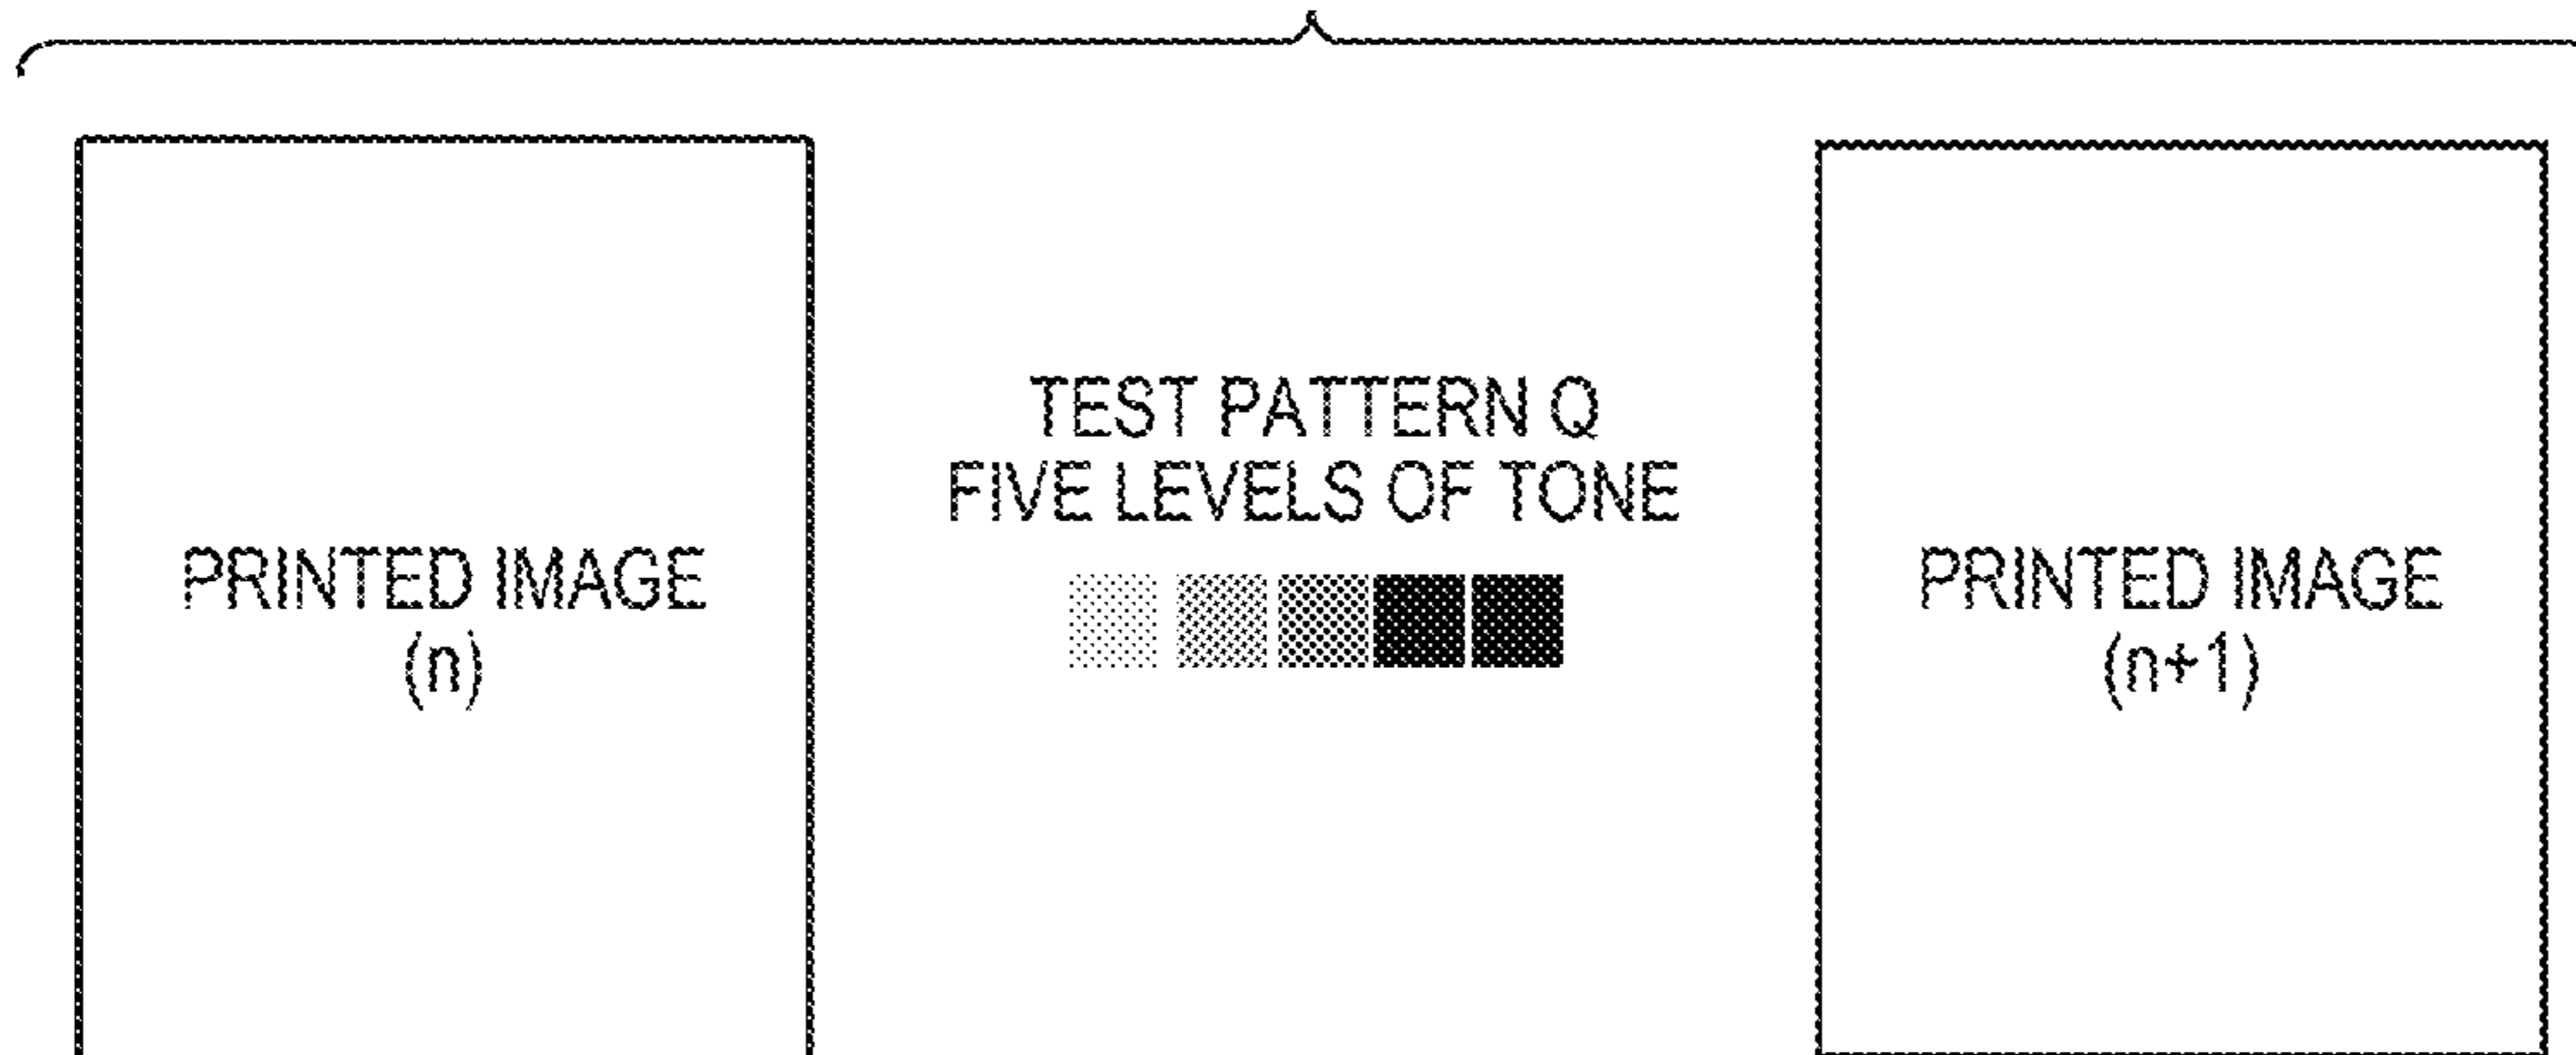 PRINTED IMAGE
(n)
TEST PATTERN Q
FIVE LEVELS OF TONE
PRINTED IMAGE
(n+1)